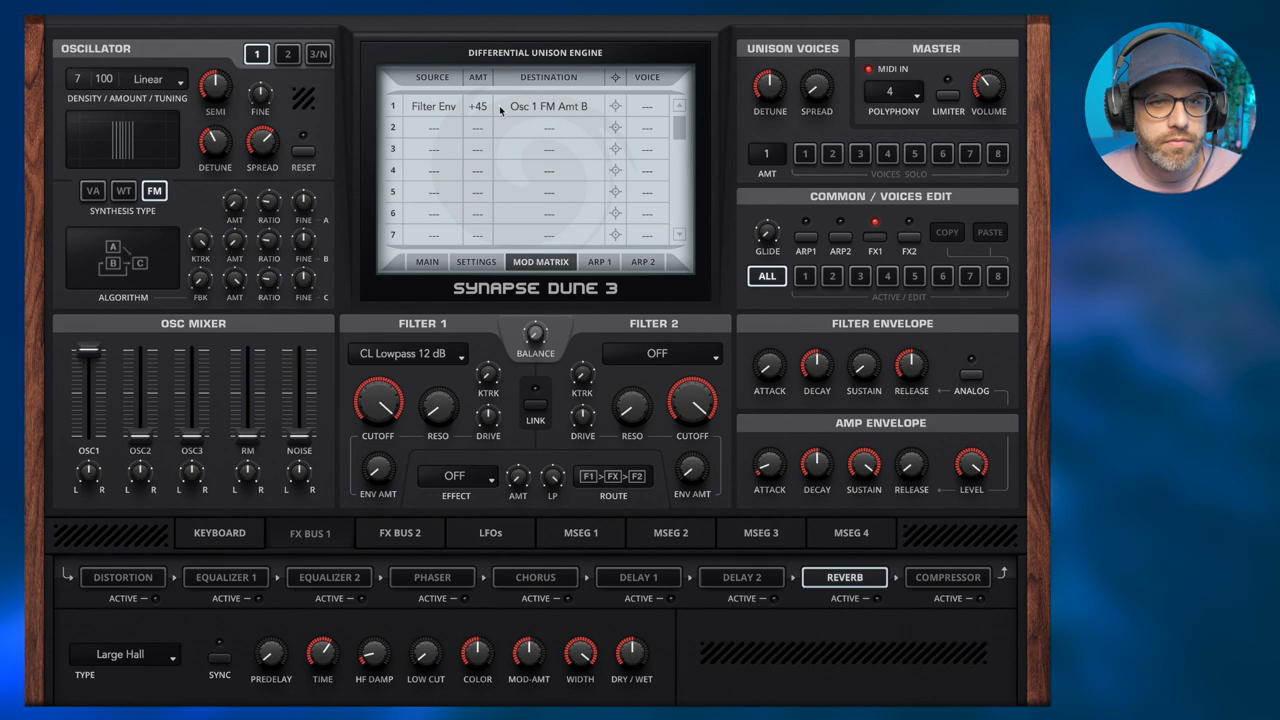 OSCILLATOR
1 2 3/N
7 100 Linear
DENSITY / AMOUNT / TUNING
SEMI FINE
DETUNE SPREAD RESET
VA WT FM
SYNTHESIS TYPE
AMT RATIO FINE A
A
B C
KTRK AMT RATIO FINE B
ALGORITHM
FBK AMT RATIO FINE C
DIFFERENTIAL UNISON ENGINE
SOURCE AMT DESTINATION VOICE
1 Filter Env +45 Osc 1 FM Amt B ---
2 --- --- --- ---
3 --- --- --- ---
4 --- --- --- ---
5 --- --- --- ---
6 --- --- --- ---
7 --- --- --- ---
MAIN SETTINGS MOD MATRIX ARP 1 ARP 2
SYNAPSE DUNE 3
UNISON VOICES
DETUNE SPREAD
MASTER
MIDI IN
4
POLYPHONY LIMITER VOLUME
1 1 2 3 4 5 6 7 8
AMT VOICES SOLO
COMMON / VOICES EDIT
GLIDE ARP1 ARP2 FX1 FX2 COPY PASTE
ALL 1 2 3 4 5 6 7 8
ACTIVE / EDIT
OSC MIXER
OSC1 OSC2 OSC3 RM NOISE
L R L R L R L R L R
FILTER 1
FILTER 2
BALANCE
CL Lowpass 12 dB
OFF
KTRK KTRK
LINK
CUTOFF RESO DRIVE DRIVE RESO CUTOFF
OFF
F1 > FX > F2
ENV AMT EFFECT AMT LP ROUTE ENV AMT
FILTER ENVELOPE
ATTACK DECAY SUSTAIN RELEASE ANALOG
AMP ENVELOPE
ATTACK DECAY SUSTAIN RELEASE LEVEL
KEYBOARD FX BUS 1 FX BUS 2 LFOs MSEG 1 MSEG 2 MSEG 3 MSEG 4
DISTORTION EQUALIZER 1 EQUALIZER 2 PHASER CHORUS DELAY 1 DELAY 2 REVERB COMPRESSOR
ACTIVE ACTIVE ACTIVE ACTIVE ACTIVE ACTIVE ACTIVE ACTIVE ACTIVE
Large Hall
TYPE
SYNC PREDELAY TIME HF DAMP LOW CUT COLOR MOD-AMT WIDTH DRY / WET